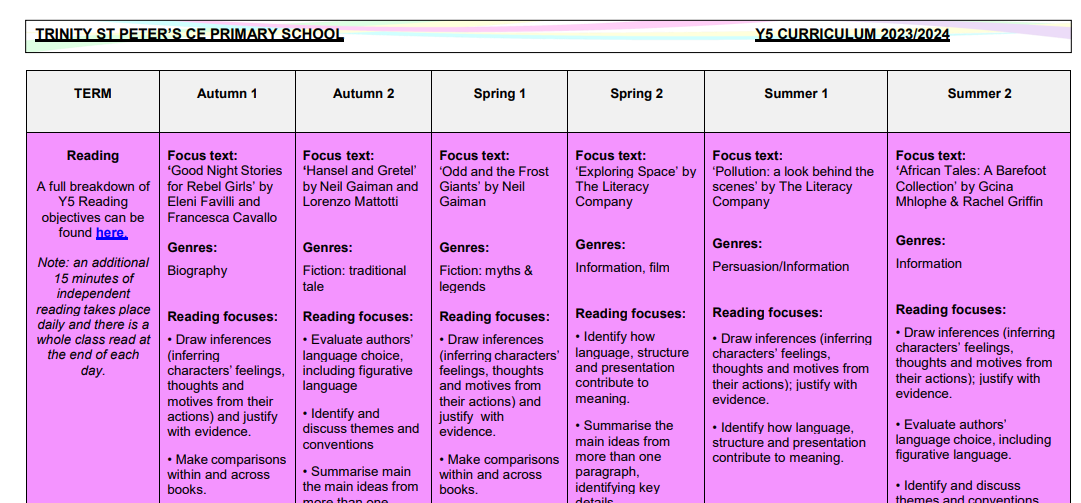 TRINITY ST PETER'S CE PRIMARY SCHOOL Y5 CURRICULUM 2023/2024
TERM
Autumn 1
Autumn 2
Spring 1
Spring 2
Summer 1
Summer 2
Reading
A full breakdown of
Y5 Reading
objectives can be
found here.
Note: an additional
15 minutes of
independent
reading takes place
daily and there is a
whole class read at
the end of each
day.
Focus text:
'Good Night Stories
for Rebel Girls' by
Eleni Favilli and
Francesca Cavallo
Genres:
Biography
Reading focuses:
• Draw inferences
(inferring
characters' feelings,
thoughts and
motives from their
actions) and justify
with evidence.
• Make comparisons
within and across
books.
Focus text:
'Hansel and Gretel'
by Neil Gaiman and
Lorenzo Mattotti
Genres:
Fiction: traditional
tale
Reading focuses:
• Evaluate authors'
language choice,
including figurative
language
• Identify and
discuss themes and
conventions
• Summarise main
the main ideas from
more than one
Focus text:
'Odd and the Frost
Giants' by Neil
Gaiman
Genres:
Fiction: myths &
legends
Reading focuses:
• Draw inferences
(inferring characters'
feelings, thoughts
and motives from
their actions) and
justify with
evidence.
• Make comparisons
within and across
books.
Focus text:
'Exploring Space' by
The Literacy
Company
Genres:
Information, film
Reading focuses:
• Identify how
language, structure
and presentation
contribute to
meaning.
• Summarise the
main ideas from
more than one
paragraph,
identifying key
details.
Focus text:
'Pollution: a look behind the
scenes' by The Literacy
Company
Genres:
Persuasion/Information
Reading focuses:
• Draw inferences (inferring
characters' feelings,
thoughts and motives from
their actions); justify with
evidence.
• Identify how language,
structure and presentation
contribute to meaning.
Focus text:
'African Tales: A Barefoot
Collection' by Gcina
Mhlophe & Rachel Griffin
Genres:
Information
Reading focuses:
• Draw inferences (inferring
characters' feelings,
thoughts and motives from
their actions); justify with
evidence.
• Evaluate authors'
language choice, including
figurative language.
• Identify and discuss
themes and conventions